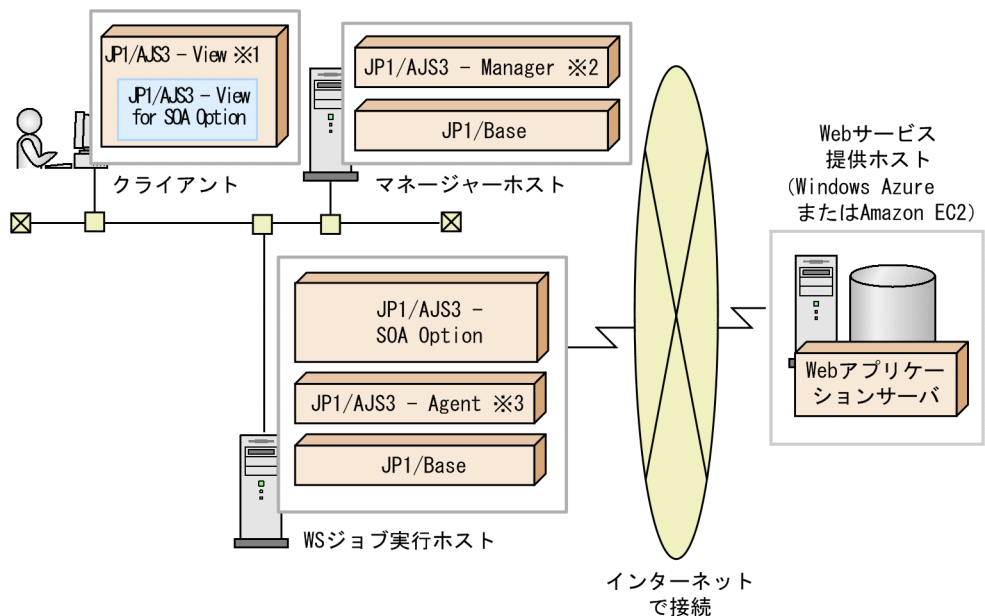 JP1/AJS3 - View ※1
JP1/AJS3 - View
for SOA Option
クライアント
JP1/AJS3 - Manager ※2
JP1/Base
マネージャーホスト
Webサービス
提供ホスト
(Windows Azure
またはAmazon EC2)
Webアプリケー
ションサーバ
JP1/AJS3 -
SOA Option
JP1/AJS3 - Agent ※3
JP1/Base
WSジョブ実行ホスト
インターネット
で接続